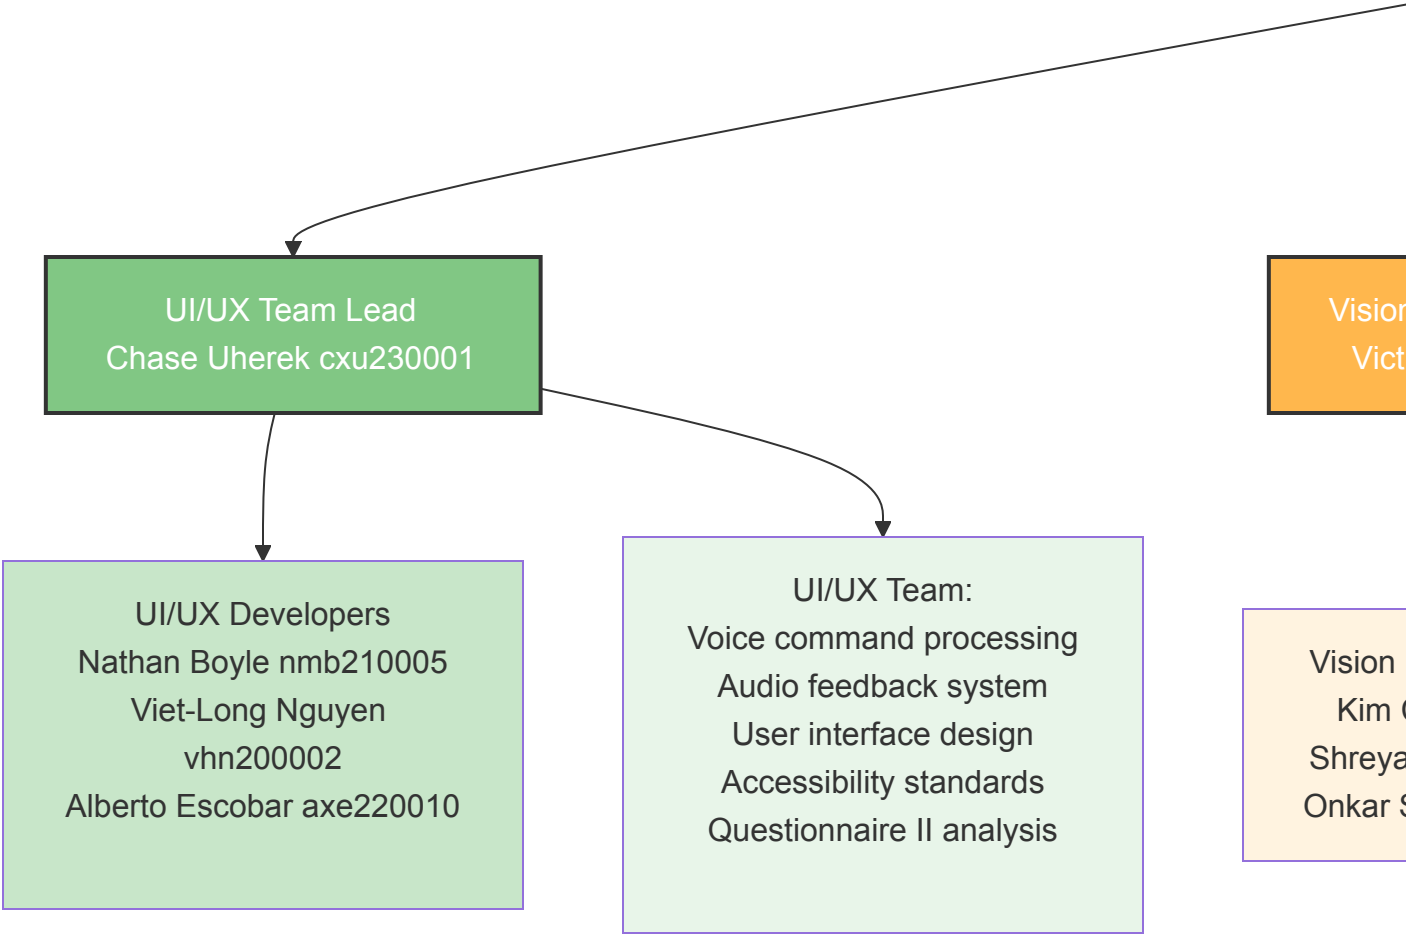 UI/UX Team Lead
Chase Uherek cxu230001
UI/UX Developers
Nathan Boyle nmb210005
Viet-Long Nguyen
vhn200002
Alberto Escobar axe220010
UI/UX Team:
Voice command processing
Audio feedback system
User interface design
Accessibility standards
Questionnaire II analysis
Vision
Kim
Shreya
Onkar